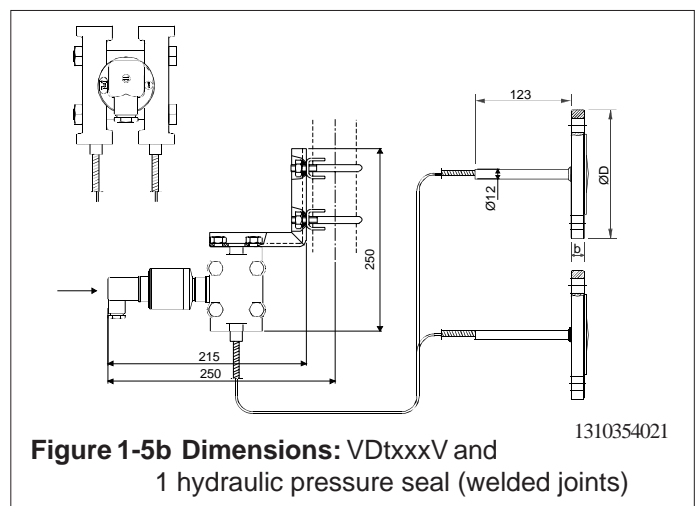 123
ØD
Ø12
b
250
215
250
1310354021
Figure 1-5b Dimensions: VDtxxxV and
1 hydraulic pressure seal (welded joints)